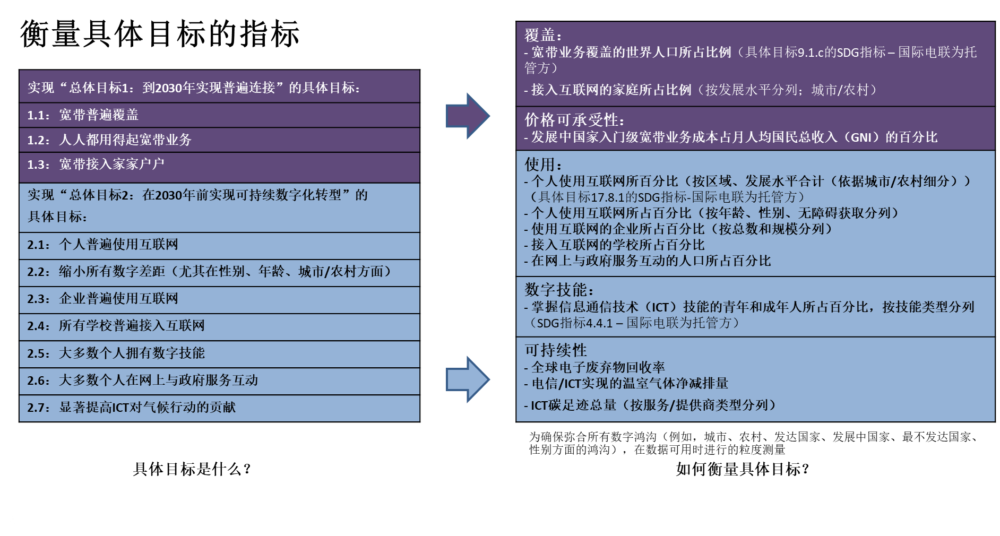 衡量具体目标的指标
实现“总体目标1：到2030年实现普遍连接”的具体目标：
1.1：宽带普遍覆盖
1.2：人人都用得起宽带业务
1.3：宽带接入家家户户
实现“总体目标2：在2030年前实现可持续数字化转型”的
具体目标：
2.1：个人普遍使用互联网
2.2：缩小所有数字差距（尤其在性别、年龄、城市/农村方面）
2.3：企业普遍使用互联网
2.4：所有学校普遍接入互联网
2.5：大多数个人拥有数字技能
2.6：大多数个人在网上与政府服务互动
2.7：显著提高ICT对气候行动的贡献
具体目标是什么？
覆盖：
- 宽带业务覆盖的世界人口所占比例（具体目标9.1.c的SDG指标 – 国际电联为托
管方）
- 接入互联网的家庭所占比例（按发展水平分列；城市/农村）
价格可承受性：
- 发展中国家入门级宽带业务成本占月人均国民总收入（GNI）的百分比
使用：
- 个人使用互联网所百分比（按区域、发展水平合计（依据城市/农村细分））
（具体目标17.8.1的SDG指标-国际电联为托管方）
- 个人使用互联网所占百分比（按年龄、性别、无障碍获取分列）
- 使用互联网的企业所占百分比（按总数和规模分列）
- 接入互联网的学校所占百分比
- 在网上与政府服务互动的人口所占百分比
数字技能：
- 掌握信息通信技术（ICT）技能的青年和成年人所占百分比，按技能类型分列
（SDG指标4.4.1 – 国际电联为托管方）
可持续性
- 全球电子废弃物回收率
- 电信/ICT实现的温室气体净减排量
- ICT碳足迹总量（按服务/提供商类型分列）
为确保弥合所有数字鸿沟（例如，城市、农村、发达国家、发展中国家、最不发达国家、
性别方面的鸿沟），在数据可用时进行的粒度测量
如何衡量具体目标？